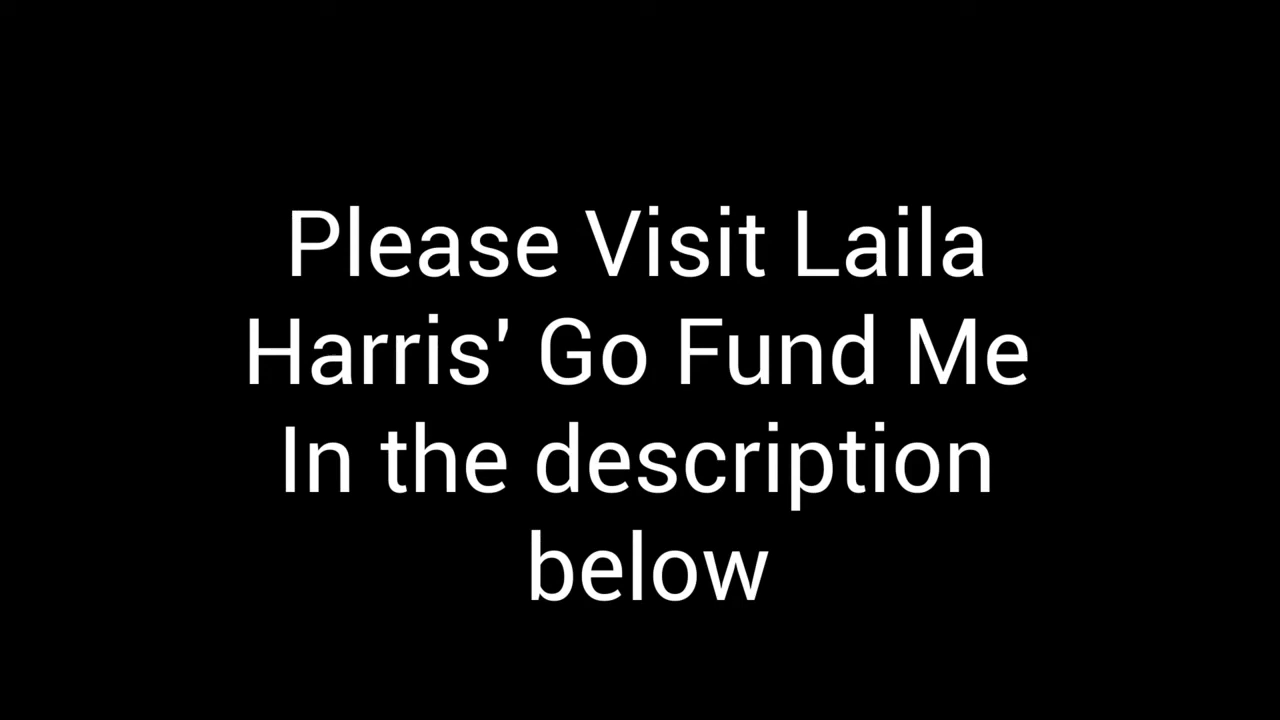 Please Visit Laila
Harris' Go Fund Me
In the description
below